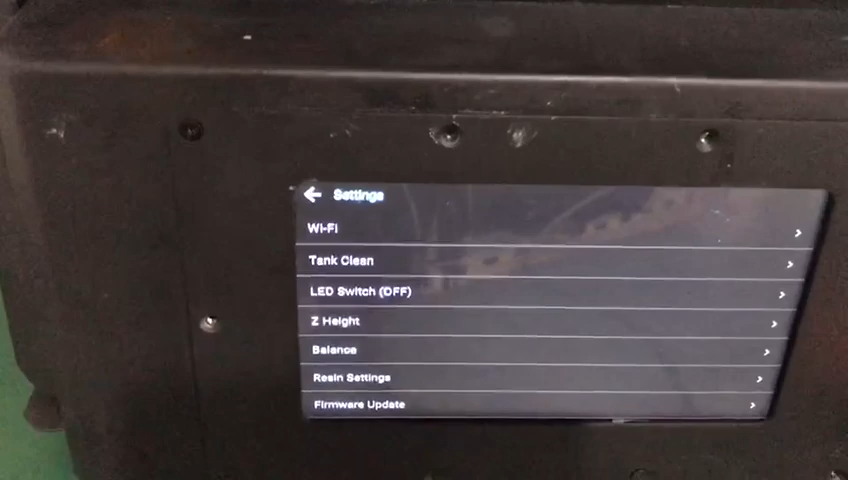 Settings
Wi-Fi
Tank Clean
LED Switch (OFF)
Z Height
Balance
Resin Settings
Firmware Update